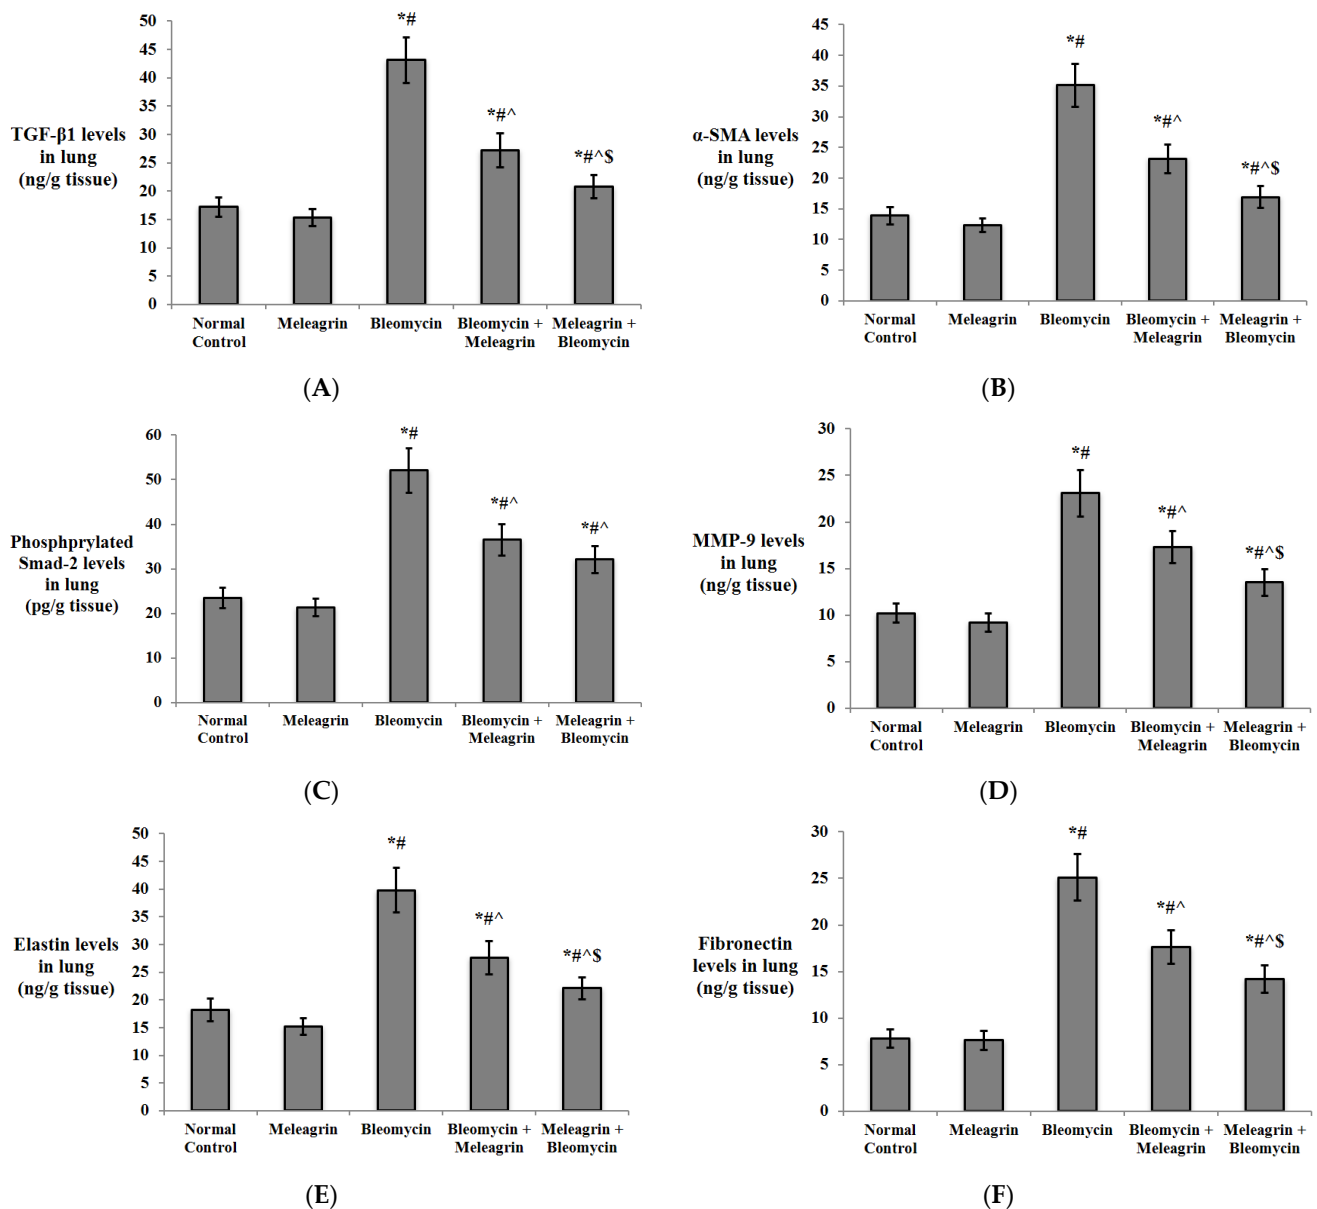 50
45
40
35
30
25
20
15
10
5
0
TGF-β1 levels
in lung
(ng/g tissue)
*#
*#^
*#^$
Normal
Control
Meleagrin
Bleomycin
Bleomycin +
Meleagrin
Meleagrin +
Bleomycin
(A)
45
40
35
30
25
20
15
10
5
0
α-SMA levels
in lung
(ng/g tissue)
*#
*#^
*#^$
Normal
Control
Meleagrin
Bleomycin
Bleomycin +
Meleagrin
Meleagrin +
Bleomycin
(B)
60
50
40
30
20
10
0
Phosphprylated
Smad-2 levels
in lung
(pg/g tissue)
*#
*#^
*#^
Normal
Control
Meleagrin
Bleomycin
Bleomycin +
Meleagrin
Meleagrin +
Bleomycin
(C)
30
25
20
15
10
5
0
MMP-9 levels
in lung
(ng/g tissue)
*#
*#^
*#^$
Normal
Control
Meleagrin
Bleomycin
Bleomycin +
Meleagrin
Meleagrin +
Bleomycin
(D)
50
45
40
35
30
25
20
15
10
5
0
Elastin levels
in lung
(ng/g tissue)
*#
*#^
*#^$
Normal
Control
Meleagrin
Bleomycin
Bleomycin +
Meleagrin
Meleagrin +
Bleomycin
(E)
30
25
20
15
10
5
0
Fibronectin
levels in lung
(ng/g tissue)
*#
*#^
*#^$
Normal
Control
Meleagrin
Bleomycin
Bleomycin +
Meleagrin
Meleagrin +
Bleomycin
(F)